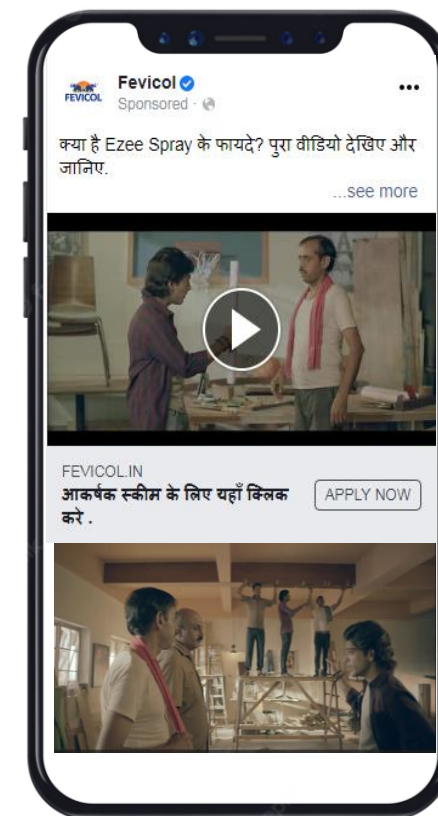 FEVICOL
Fevicol
Sponsored ·
क्या है Ezee Spray के फायदे? पुरा वीडियो देखिए और
जानिए.
...see more
FEVICOL.IN
आकर्षक स्कीम के लिए यहाँ क्लिक
करे .
APPLY NOW